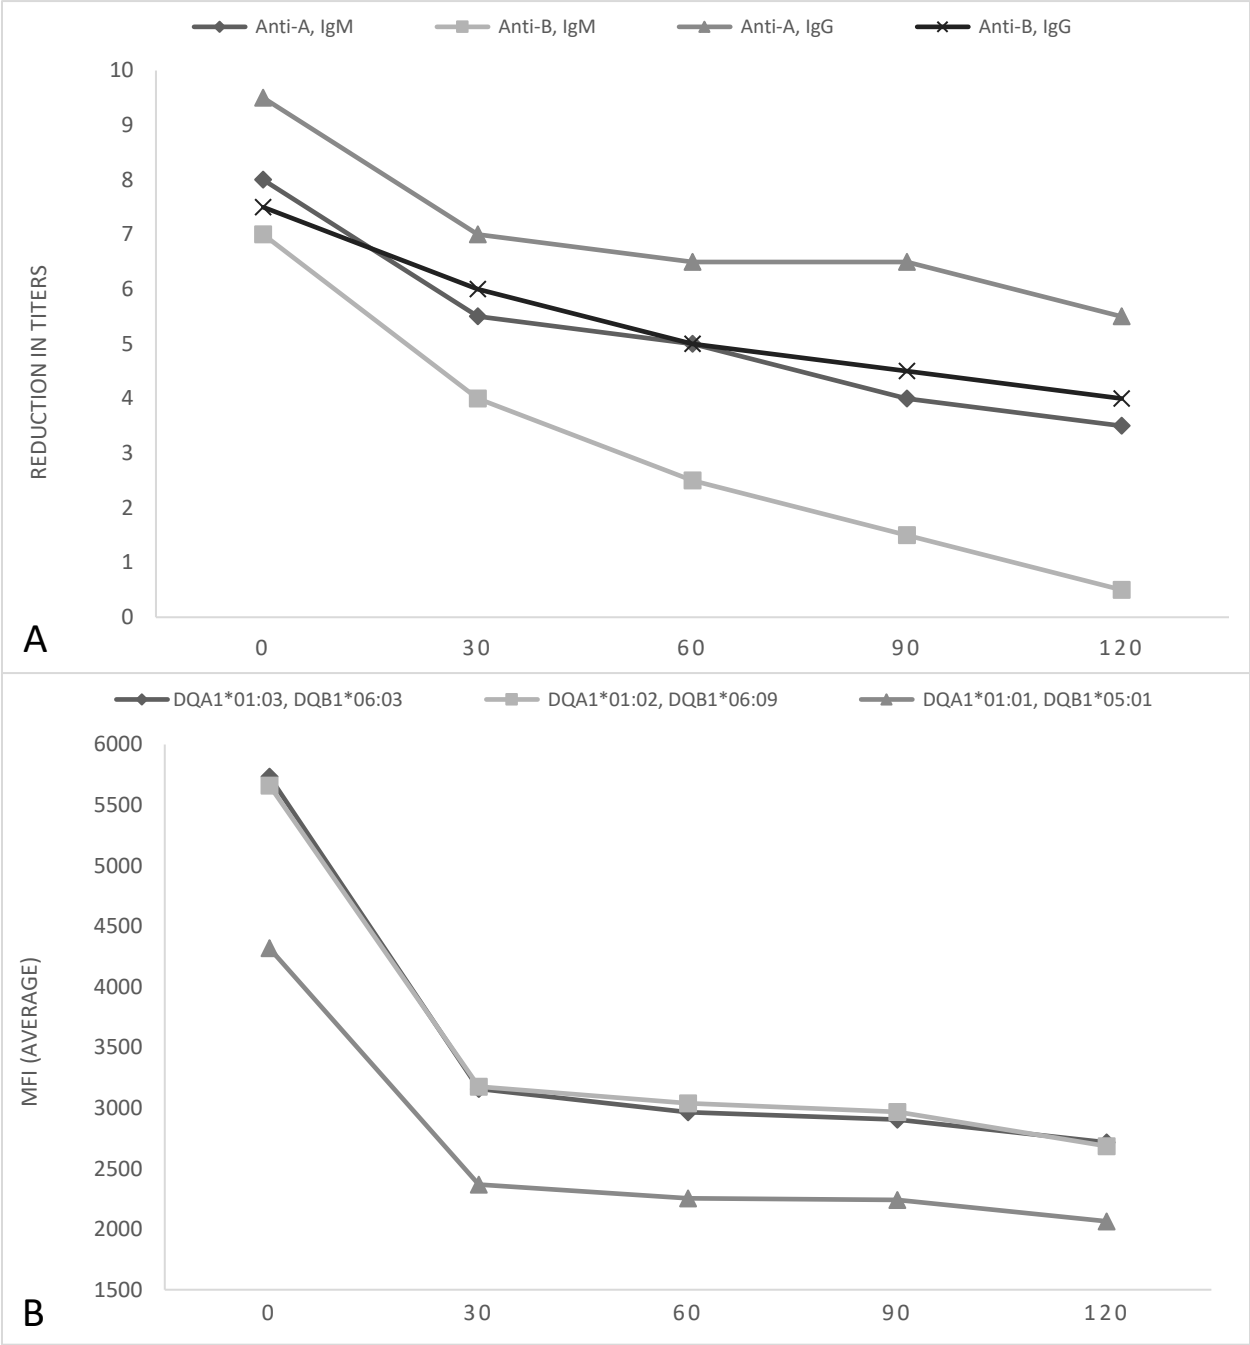 Anti-A, IgM Anti-B, IgM Anti-A, IgG Anti-B, IgG
10
9
8
7
6
5
4
3
2
1
0
REDUCTION IN TITERS
0 30 60 90 120
A
DQA1*01:03, DQB1*06:03 DQA1*01:02, DQB1*06:09 DQA1*01:01, DQB1*05:01
6000
5500
5000
4500
4000
3500
3000
2500
2000
1500
MFI (AVERAGE)
0 30 60 90 120
B